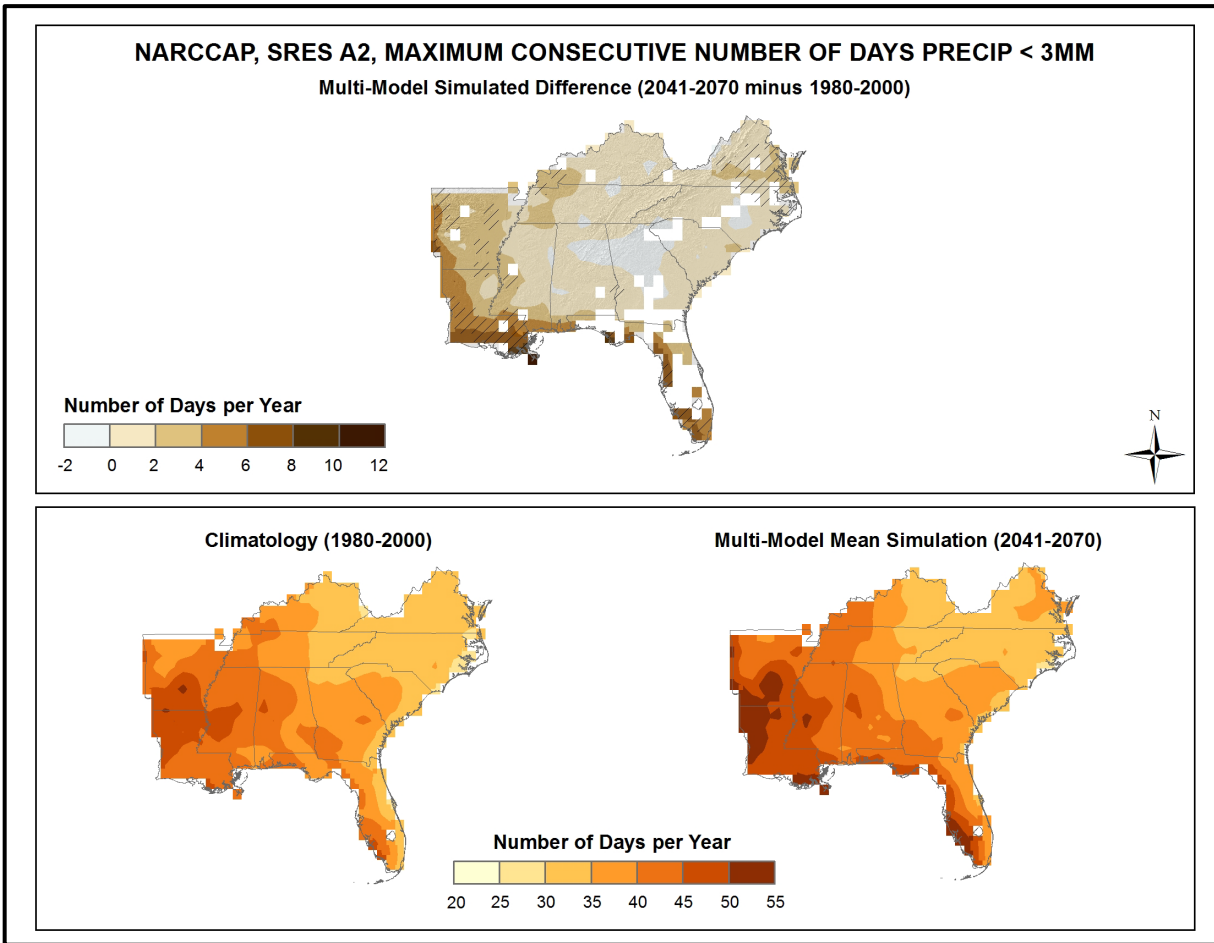 NARCCAP, SRES A2, MAXIMUM CONSECUTIVE NUMBER OF DAYS PRECIP < 3MM
Multi-Model Simulated Difference (2041-2070 minus 1980-2000)
Number of Days per Year
-2 0 2 4 6 8 10 12
N
Climatology (1980-2000)
Multi-Model Mean Simulation (2041-2070)
Number of Days per Year
20 25 30 35 40 45 50 55